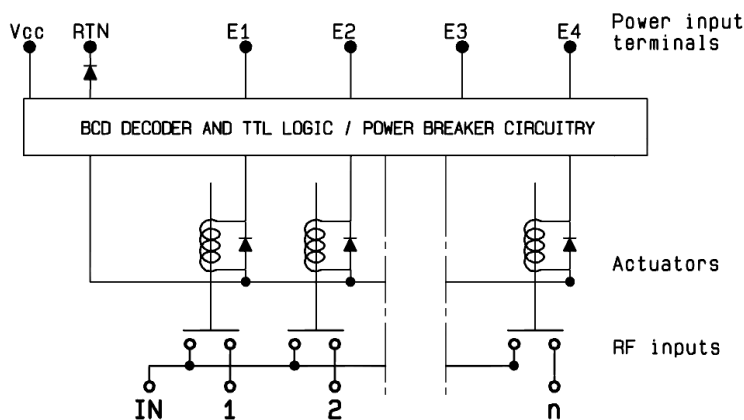 Vcc RTN E1 E2 E3 E4 Power input
terminals
BCD DECODER AND TTL LOGIC / POWER BREAKER CIRCUITRY
Actuators
RF inputs
IN 1 2 n